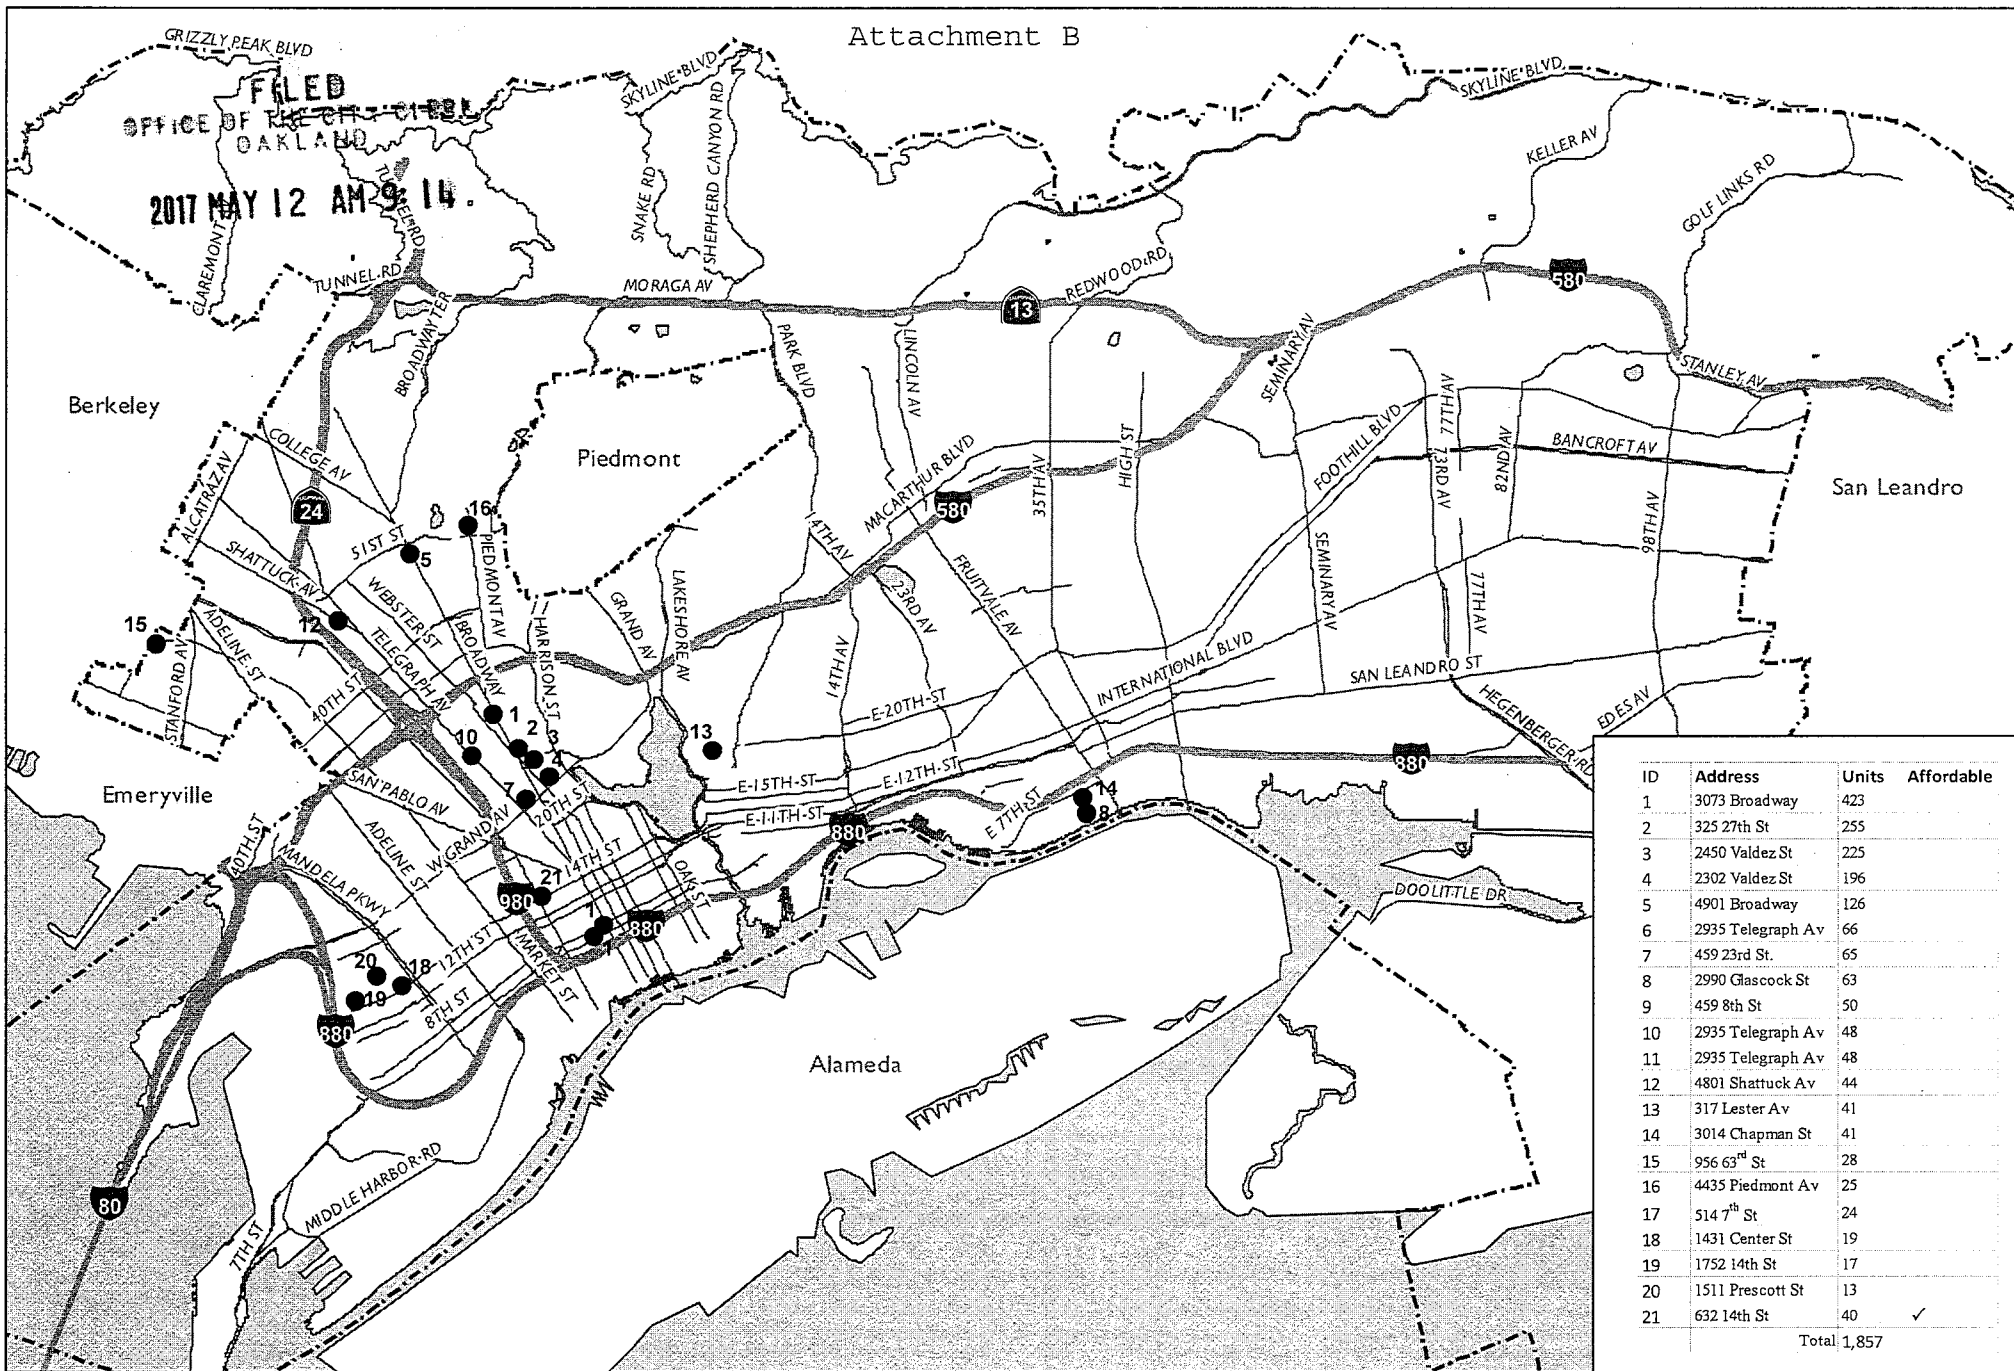 Attachment B
GRIZZLY PEAK BLVD
FILED
OFFICE OF THE CITY CLERK
OAKLAND
2017 MAY 12 AM 9:14
SKYLINE BLVD
SKYLINE BLVD
KELLER AV
GOLF LINKS RD
CLAREMONT
TUNNEL RD
TUNNEL RD
SNAKE RD
SHEPHERD CANYON RD
MORAGA AV
REDWOOD RD
13
580
BROADWAY TER
PARK BLVD
LINCOLN AV
SEMINARY AV
STANLEY AV
Berkeley
Piedmont
San Leandro
COLLEGE AV
ALCATRAZ AV
24
MACARTHUR BLVD
580
35TH AV
HIGH ST
FOOTHILL BLVD
77TH AV
73RD AV
82ND AV
BANCROFT AV
98TH AV
16
51ST ST
5
SHATTUCK AV
WEBSTER ST
PIEDMONT AV
14TH AV
23RD AV
FRUITVALE AV
SEMINARY AV
77TH AV
15
12
ADELINE ST
STANFORD AV
TELEGRAPH AV
BROADWAY
HARRISON ST
GRAND AV
LAKESHORE AV
14TH AV
40TH ST
E-20TH-ST
INTERNATIONAL BLVD
SAN LEANDRO ST
HEGENBERGER RD
EDES AV
1
2
3
4
10
7
13
Emeryville
SAN PABLO AV
20TH ST
E-15TH-ST
E-12TH-ST
E-11TH-ST
E 7TH ST
880
880
14
8
40TH ST
MANDELA PKWY
ADELINE ST
W GRAND AV
14TH ST
OAK ST
21
980
880
DOOLITTLE DR
12TH ST
MARKET ST
20
18
19
8TH ST
880
Alameda
80
7TH ST
MIDDLE HARBOR RD
ID Address Units Affordable
1 3073 Broadway 423
2 325 27th St 255
3 2450 Valdez St 225
4 2302 Valdez St 196
5 4901 Broadway 126
6 2935 Telegraph Av 66
7 459 23rd St. 65
8 2990 Glascock St 63
9 459 8th St 50
10 2935 Telegraph Av 48
11 2935 Telegraph Av 48
12 4801 Shattuck Av 44
13 317 Lester Av 41
14 3014 Chapman St 41
15 956 63rd St 28
16 4435 Piedmont Av 25
17 514 7th St 24
18 1431 Center St 19
19 1752 14th St 17
20 1511 Prescott St 13
21 632 14th St 40 ✓
Total 1,857